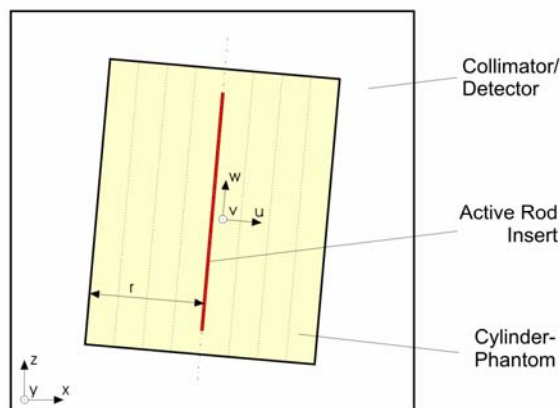 Collimator/
Detector
w
v
u
Active Rod
Insert
r
Cylinder-
Phantom
z
y
x